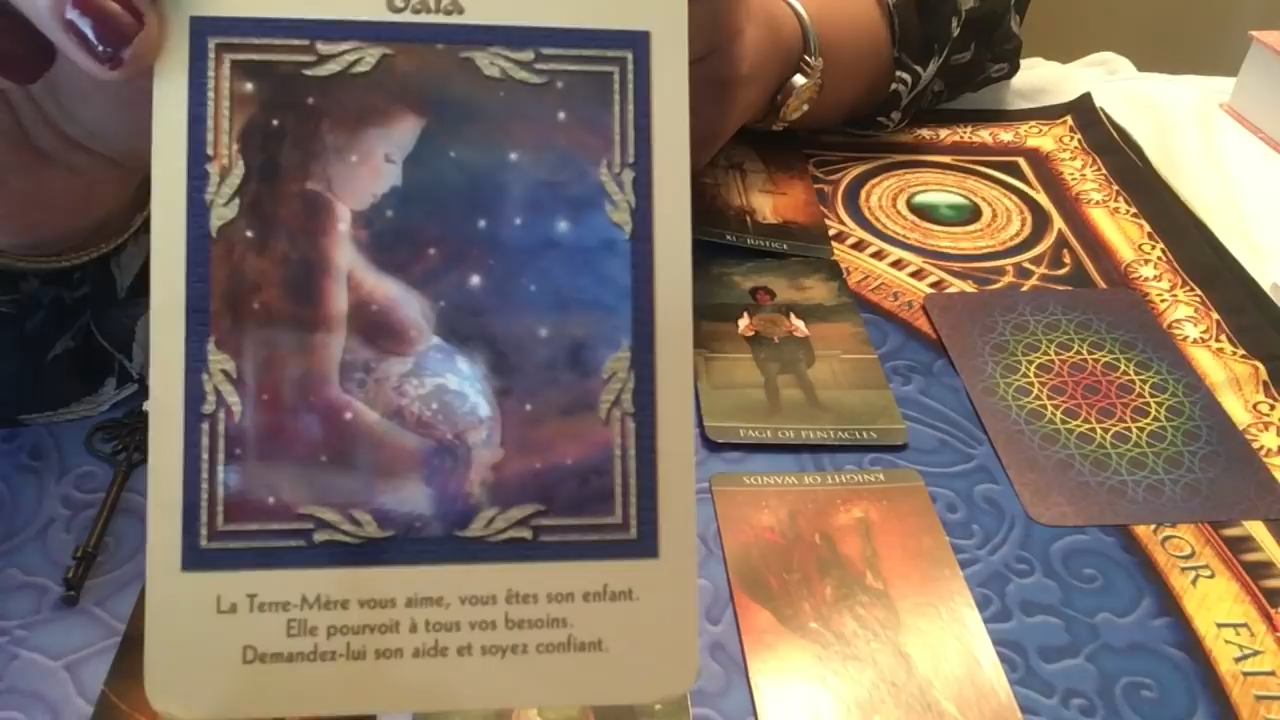 Gaïa
La Terre-Mère vous aime, vous êtes son enfant.
Elle pourvoit à tous vos besoins.
Demandez-lui son aide et soyez confiant.
XI - JUSTICE
PAGE OF PENTACLES
KNIGHT OF WANDS